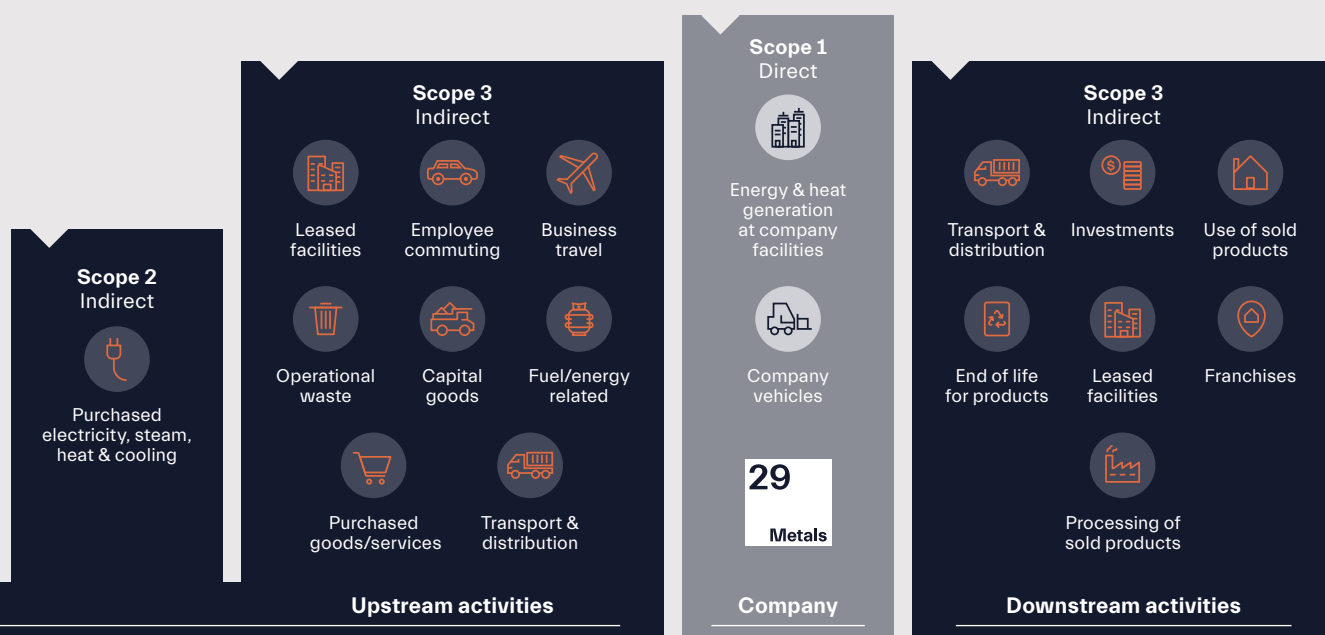 Scope 2
Indirect
Purchased
electricity, steam,
heat & cooling
Scope 3
Indirect
Leased
facilities
Employee
commuting
Business
travel
Operational
waste
Capital
goods
Fuel/energy
related
Purchased
goods/services
Transport &
distribution
Upstream activities
Scope 1
Direct
Energy & heat
generation
at company
facilities
Company
vehicles
29
Metals
Company
Scope 3
Indirect
Transport &
distribution
$
Investments
Use of sold
products
End of life
for products
Leased
facilities
Franchises
Processing of
sold products
Downstream activities